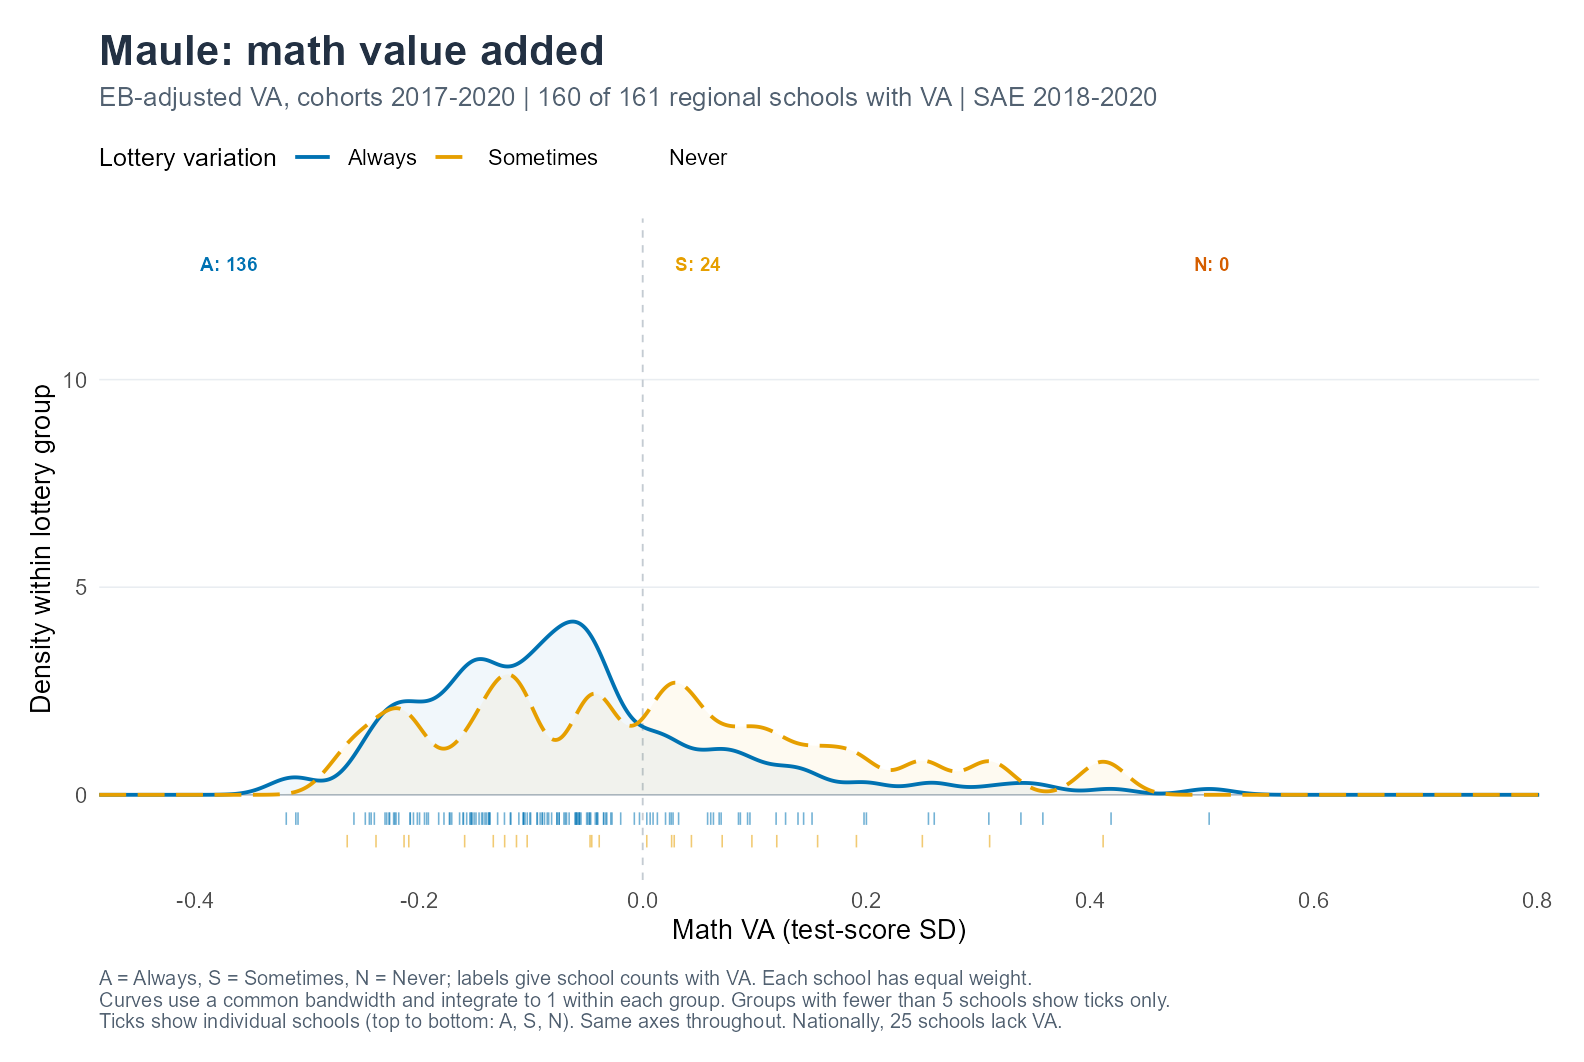 Maule: math value added
EB-adjusted VA, cohorts 2017-2020 | 160 of 161 regional schools with VA | SAE 2018-2020
Lottery variation Always Sometimes Never
A: 136 S: 24 N: 0
Density within lottery group
10
5
0
-0.4 -0.2 0.0 0.2 0.4 0.6 0.8
Math VA (test-score SD)
A = Always, S = Sometimes, N = Never; labels give school counts with VA. Each school has equal weight.
Curves use a common bandwidth and integrate to 1 within each group. Groups with fewer than 5 schools show ticks only.
Ticks show individual schools (top to bottom: A, S, N). Same axes throughout. Nationally, 25 schools lack VA.